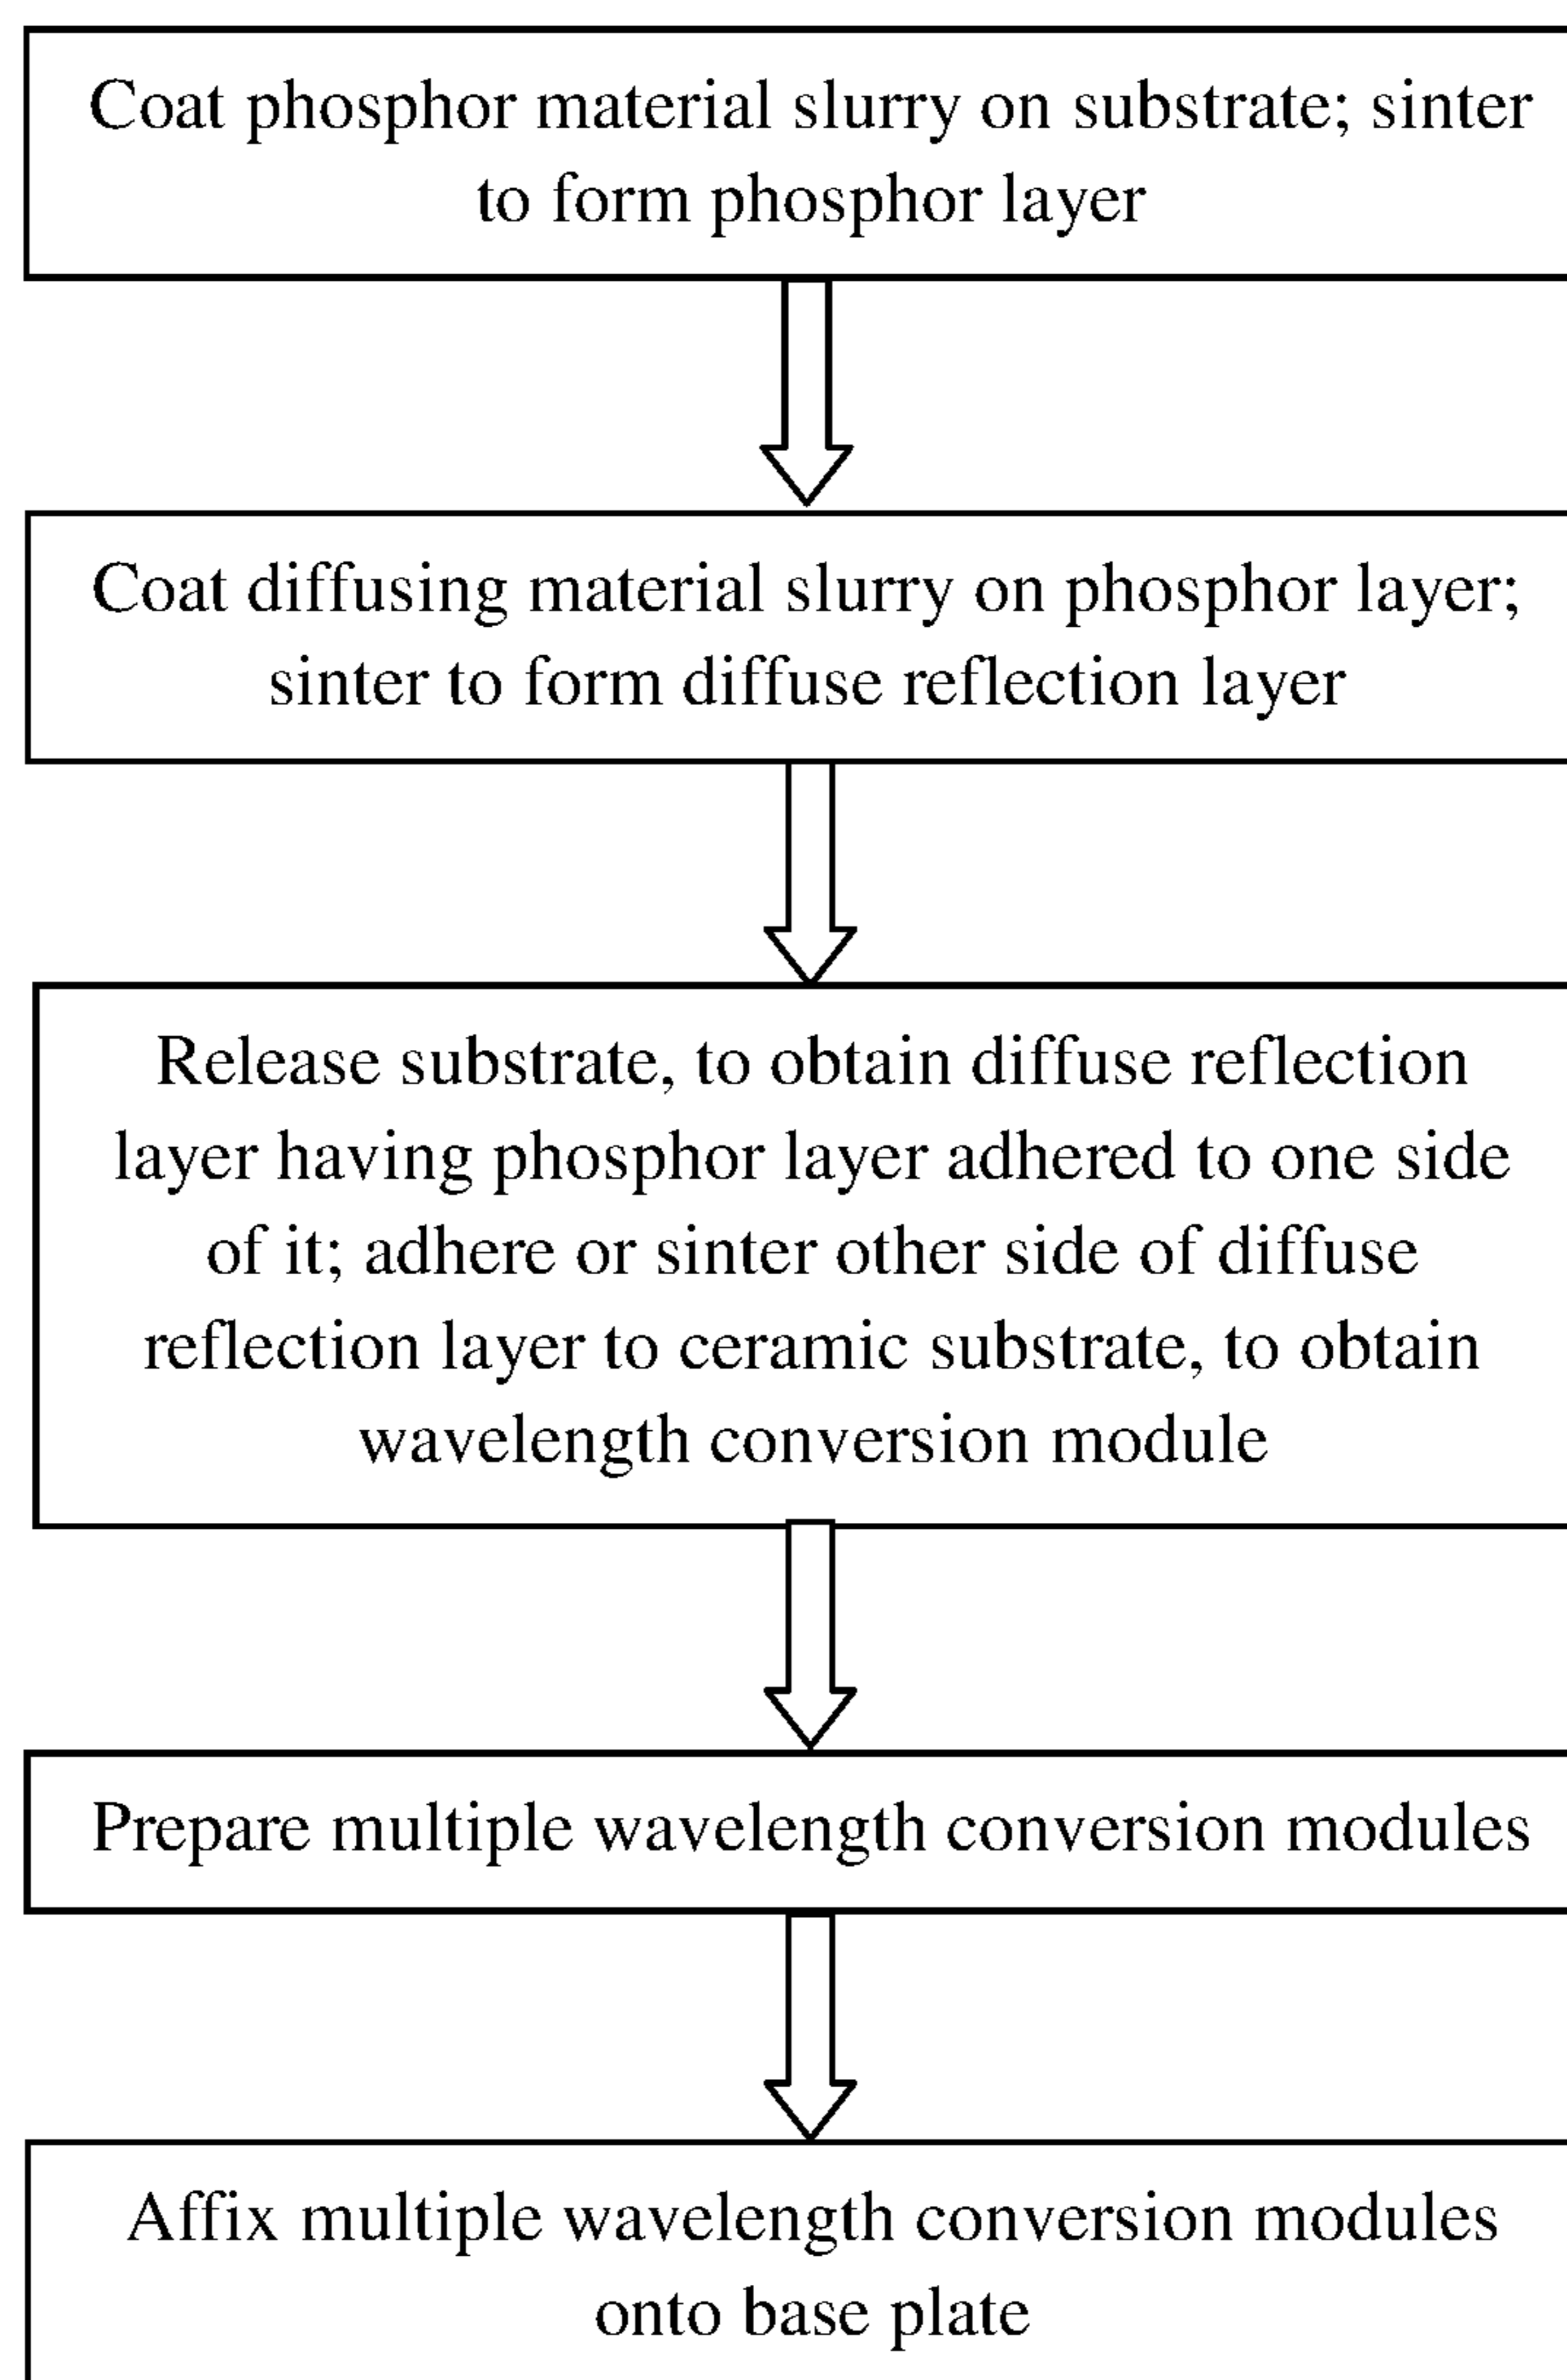 Coat phosphor material slurry on substrate; sinter
to form phosphor layer
Coat diffusing material slurry on phosphor layer;
sinter to form diffuse reflection layer
Release substrate, to obtain diffuse reflection
layer having phosphor layer adhered to one side
of it; adhere or sinter other side of diffuse
reflection layer to ceramic substrate, to obtain
wavelength conversion module
Prepare multiple wavelength conversion modules
Affix multiple wavelength conversion modules
onto base plate